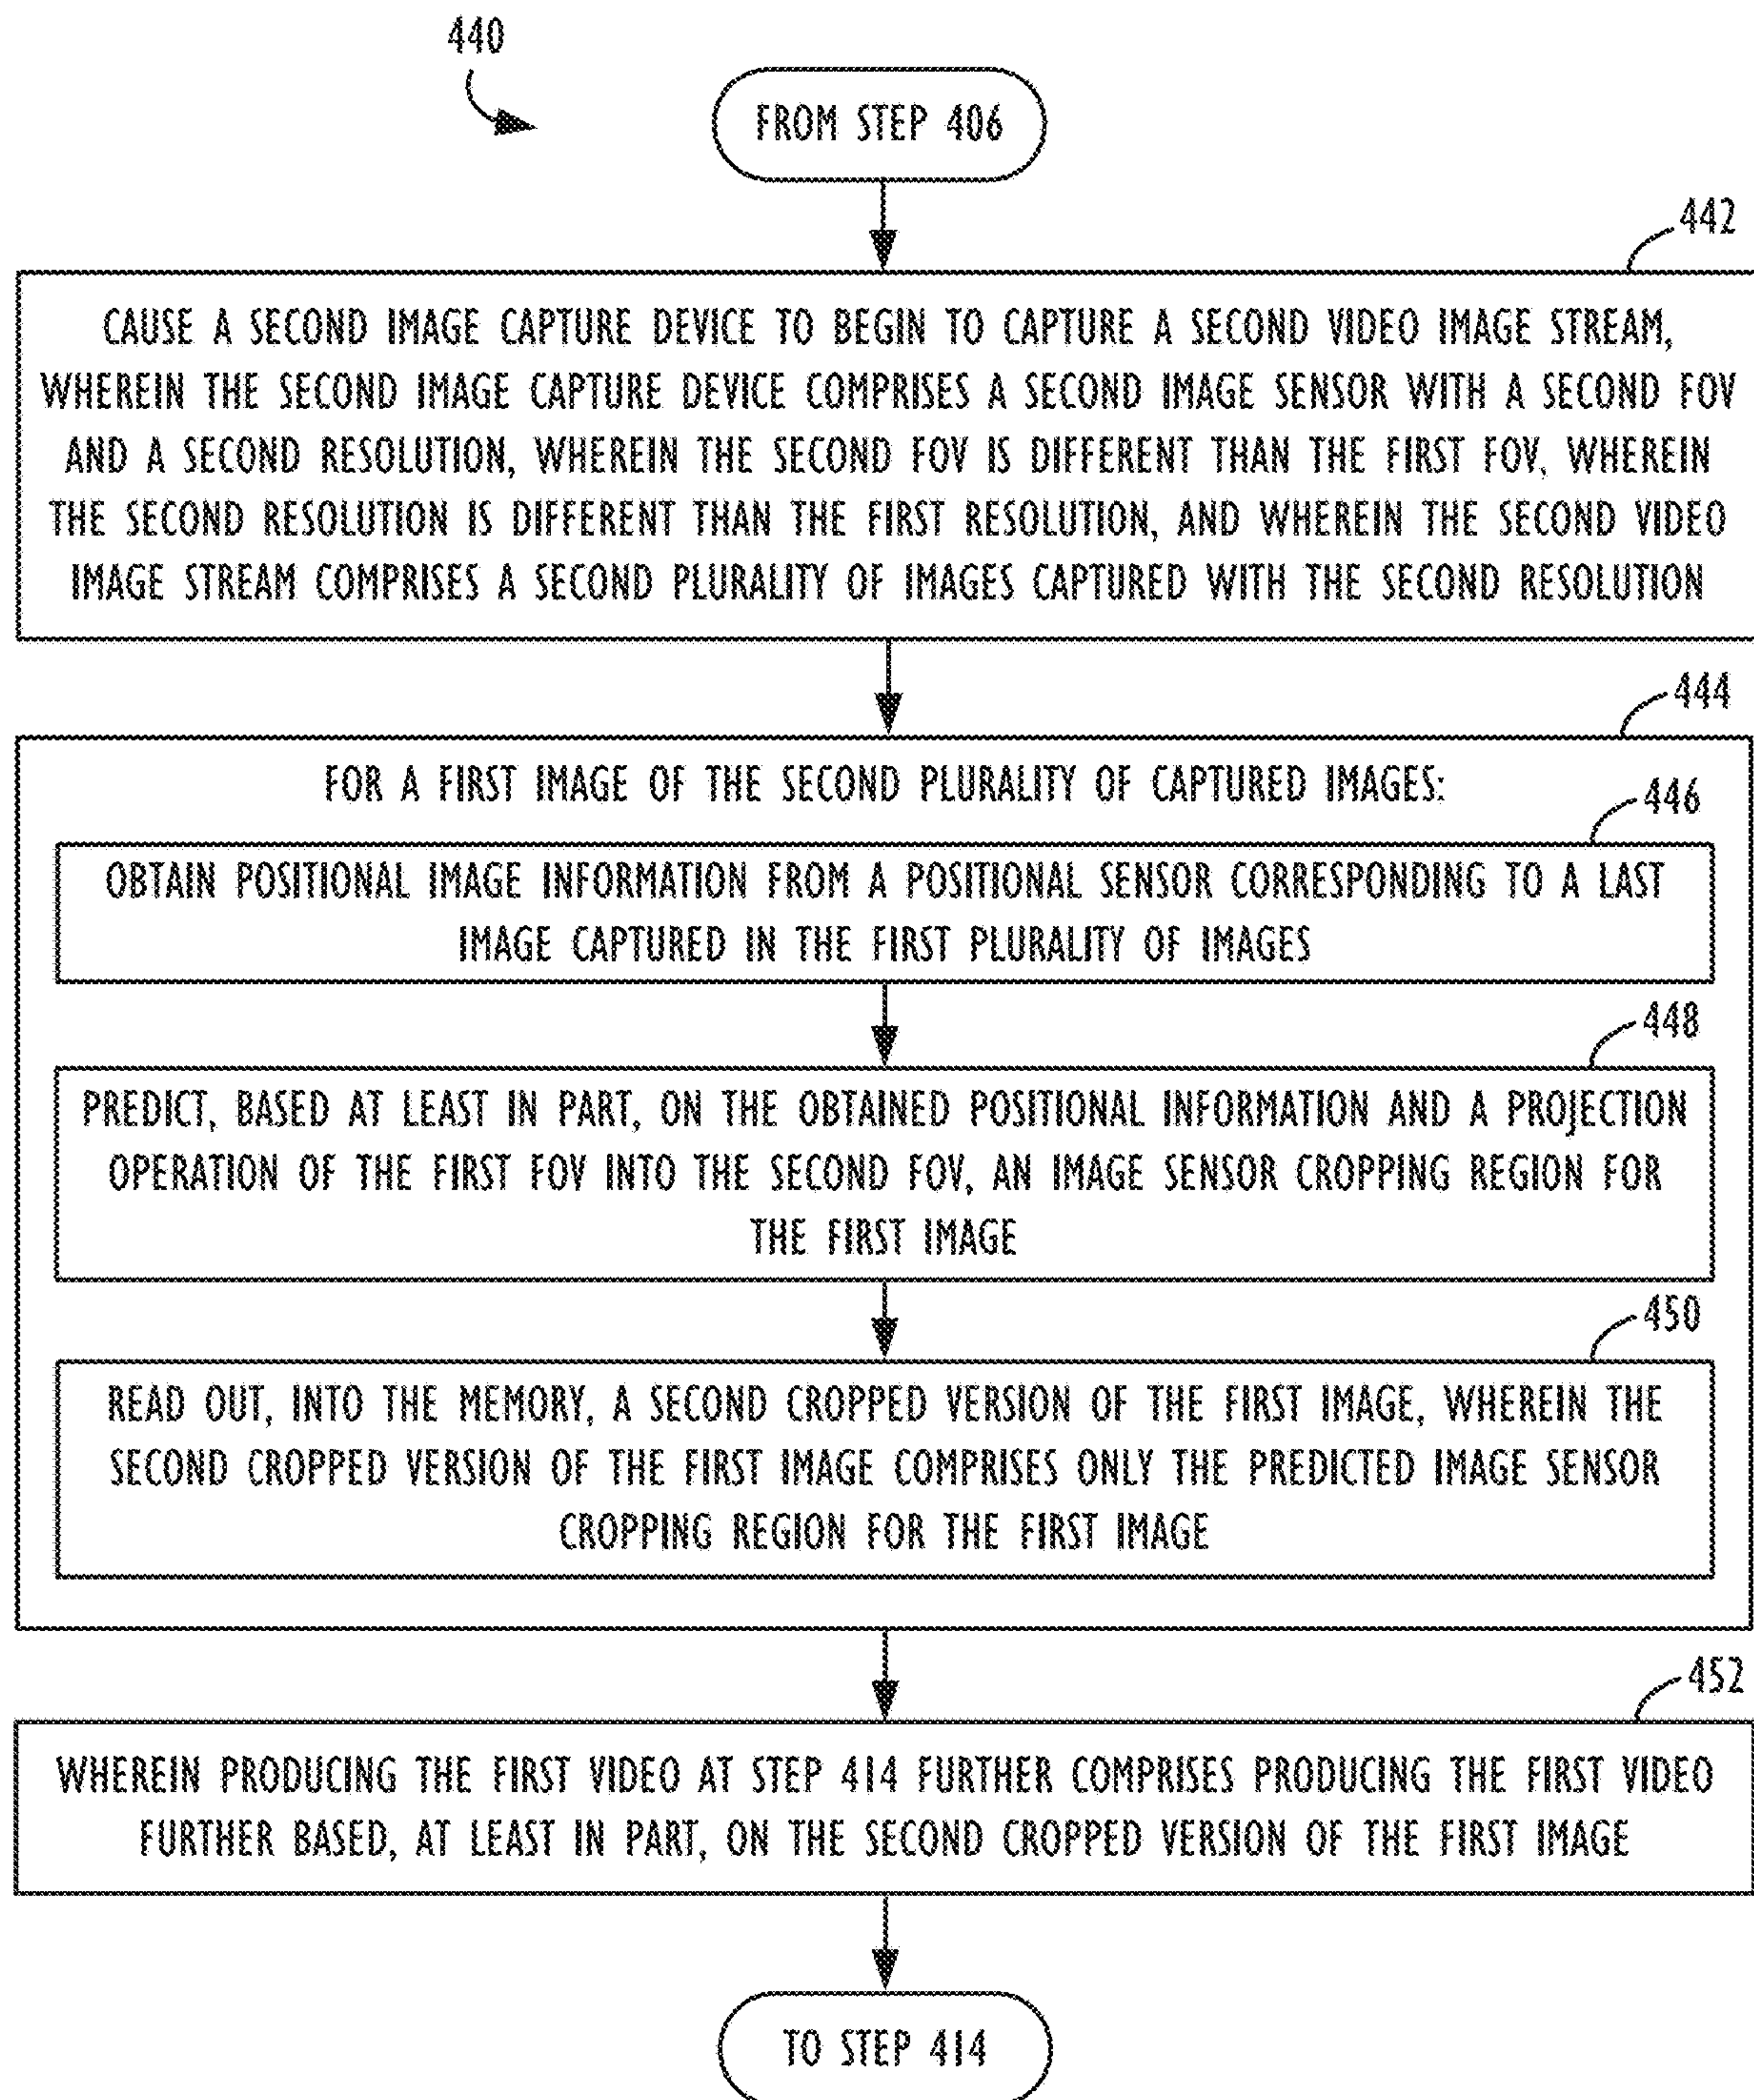 440
FROM STEP 406
442
CAUSE A SECOND IMAGE CAPTURE DEVICE TO BEGIN TO CAPTURE A SECOND VIDEO IMAGE STREAM,
WHEREIN THE SECOND IMAGE CAPTURE DEVICE COMPRISES A SECOND IMAGE SENSOR WITH A SECOND FOV
AND A SECOND RESOLUTION, WHEREIN THE SECOND FOV IS DIFFERENT THAN THE FIRST FOV, WHEREIN
THE SECOND RESOLUTION IS DIFFERENT THAN THE FIRST RESOLUTION, AND WHEREIN THE SECOND VIDEO
IMAGE STREAM COMPRISES A SECOND PLURALITY OF IMAGES CAPTURED WITH THE SECOND RESOLUTION
444
FOR A FIRST IMAGE OF THE SECOND PLURALITY OF CAPTURED IMAGES:
446
OBTAIN POSITIONAL IMAGE INFORMATION FROM A POSITIONAL SENSOR CORRESPONDING TO A LAST
IMAGE CAPTURED IN THE FIRST PLURALITY OF IMAGES
448
PREDICT, BASED AT LEAST IN PART, ON THE OBTAINED POSITIONAL INFORMATION AND A PROJECTION
OPERATION OF THE FIRST FOV INTO THE SECOND FOV, AN IMAGE SENSOR CROPPING REGION FOR
THE FIRST IMAGE
450
READ OUT, INTO THE MEMORY, A SECOND CROPPED VERSION OF THE FIRST IMAGE, WHEREIN THE
SECOND CROPPED VERSION OF THE FIRST IMAGE COMPRISES ONLY THE PREDICTED IMAGE SENSOR
CROPPING REGION FOR THE FIRST IMAGE
452
WHEREIN PRODUCING THE FIRST VIDEO AT STEP 414 FURTHER COMPRISES PRODUCING THE FIRST VIDEO
FURTHER BASED, AT LEAST IN PART, ON THE SECOND CROPPED VERSION OF THE FIRST IMAGE
TO STEP 414